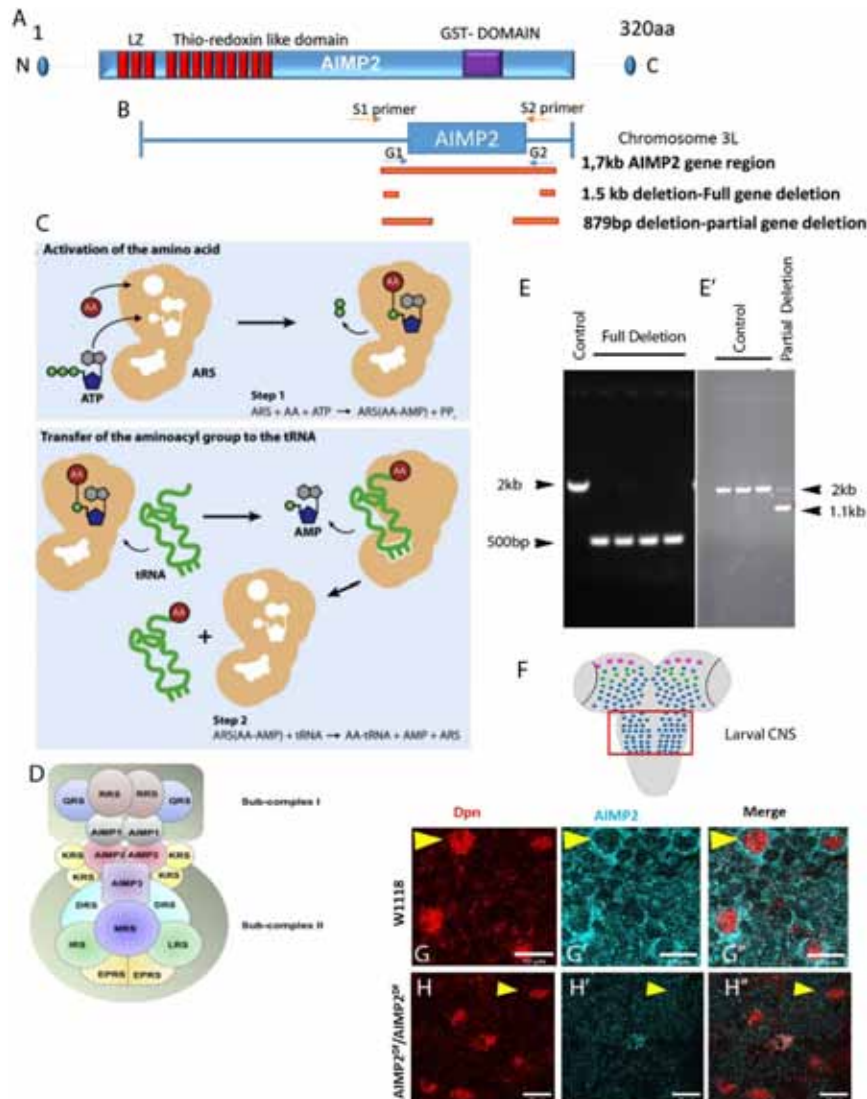 A
1
320aa
LZ
Thio-redoxin like domain
GST- DOMAIN
N
AIMP2
C
B
S1 primer
S2 primer
AIMP2
Chromosome 3L
G1
G2
1,7kb AIMP2 gene region
1.5 kb deletion-Full gene deletion
879bp deletion-partial gene deletion
C
Activation of the amino acid
AA
AA
ATP
ARS
Step 1
ARS + AA + ATP → ARS(AA-AMP) + PPi
Transfer of the aminoacyl group to the tRNA
AA
AA
AMP
tRNA
AA
Step 2
ARS(AA-AMP) + tRNA → AA-tRNA + AMP + ARS
D
QRS RRS RRS QRS
Sub-complex I
AIMP1 AIMP1
KRS AIMP2 AIMP2 KRS
KRS KRS
AIMP3
DRS DRS
MRS
Sub-complex II
IRS LRS
EPRS EPRS
E
E'
Control
Full Deletion
Control
Partial Deletion
2kb
2kb
1.1kb
500bp
F
Larval CNS
Dpn
AIMP2
Merge
W1118
G
G'
G"
AIMP2ᴰᶠ/AIMP2ᴰᶠ
H
H'
H"